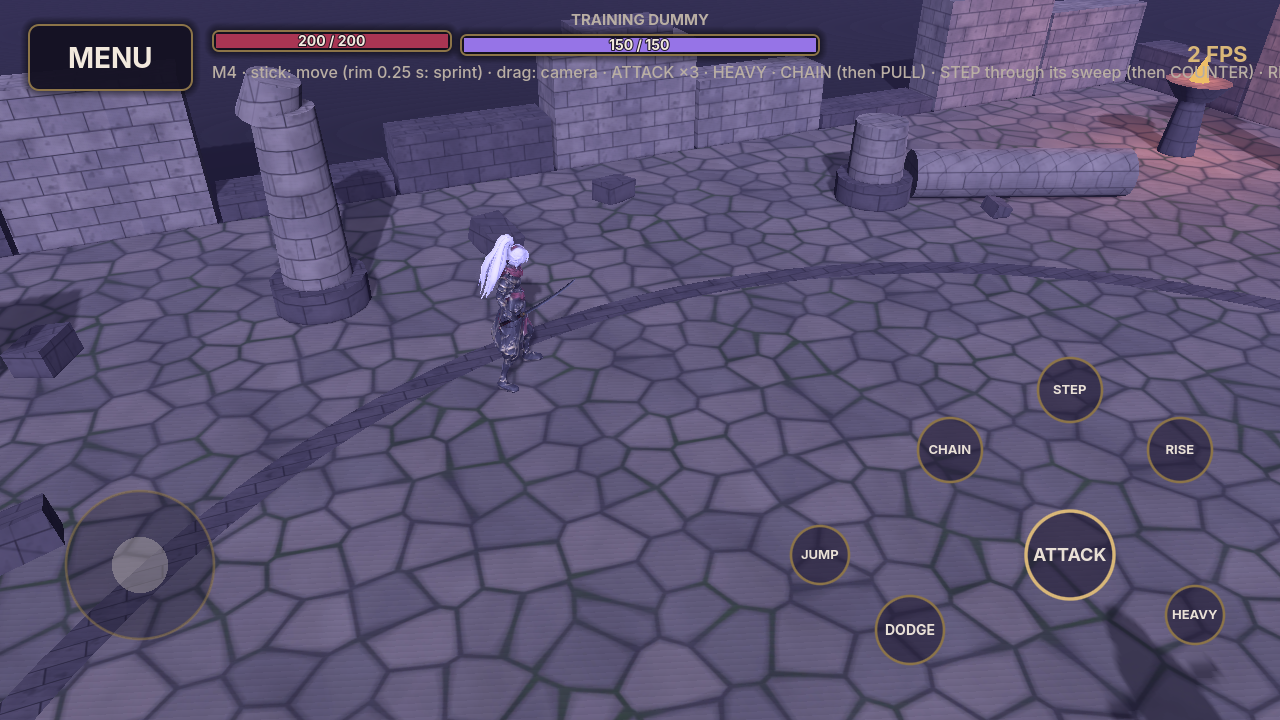 TRAINING DUMMY
MENU
200 / 200
150 / 150
2 FPS
M4 · stick: move (rim 0.25 s: sprint) · drag: camera · ATTACK ×3 · HEAVY · CHAIN (then PULL) · STEP through its sweep (then COUNTER) ·
STEP
CHAIN
RISE
JUMP
ATTACK
DODGE
HEAVY